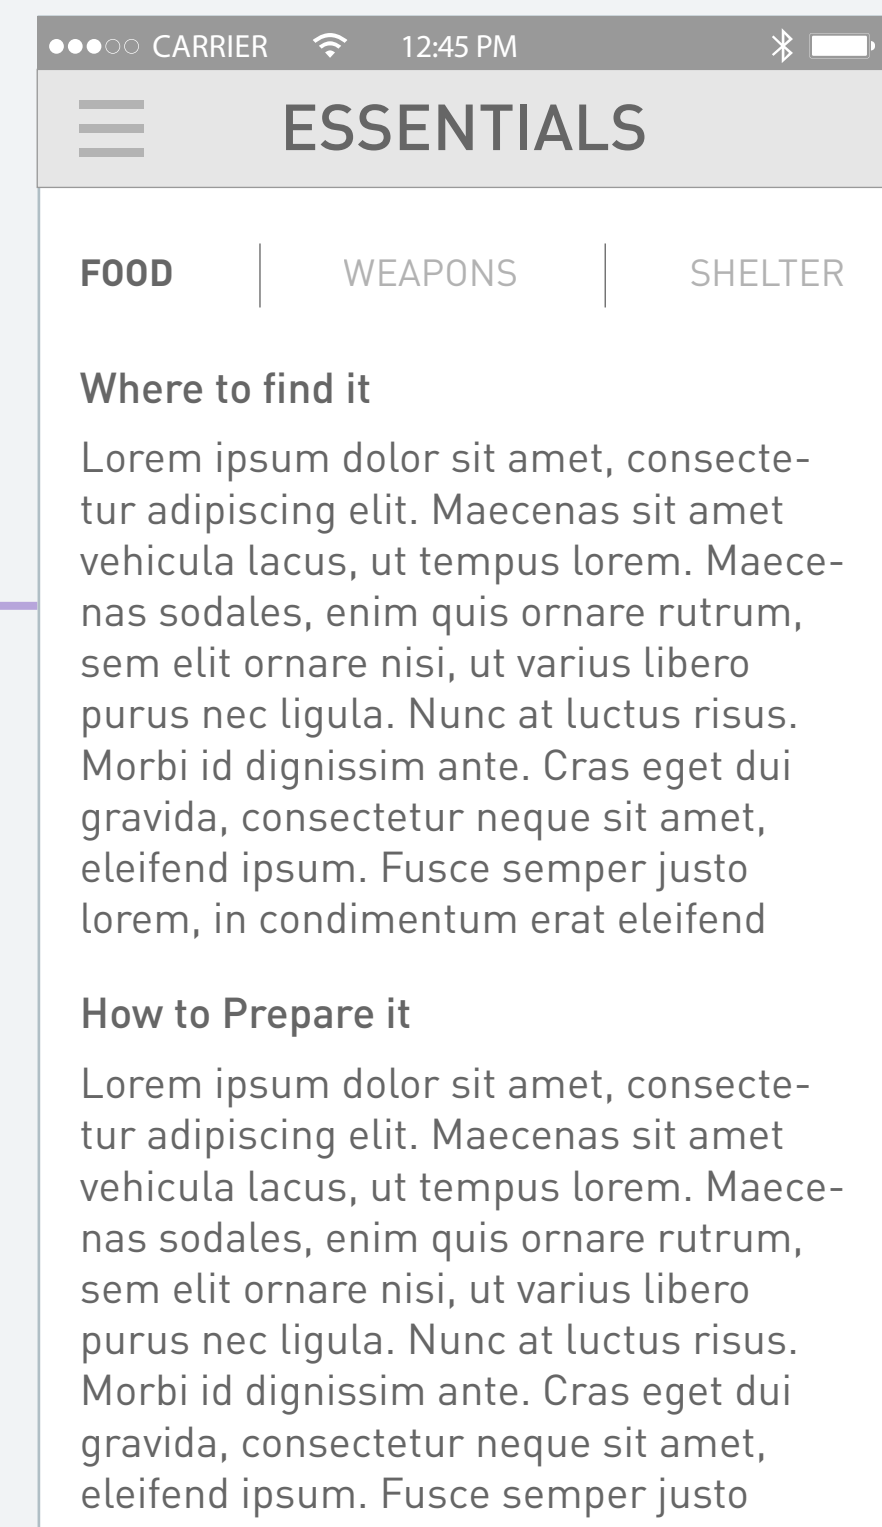 CARRIER 12:45 PM
ESSENTIALS
FOOD WEAPONS SHELTER
Where to find it
Lorem ipsum dolor sit amet, consecte-
tur adipiscing elit. Maecenas sit amet
vehicula lacus, ut tempus lorem. Maece-
nas sodales, enim quis ornare rutrum,
sem elit ornare nisi, ut varius libero
purus nec ligula. Nunc at luctus risus.
Morbi id dignissim ante. Cras eget dui
gravida, consectetur neque sit amet,
eleifend ipsum. Fusce semper justo
lorem, in condimentum erat eleifend
How to Prepare it
Lorem ipsum dolor sit amet, consecte-
tur adipiscing elit. Maecenas sit amet
vehicula lacus, ut tempus lorem. Maece-
nas sodales, enim quis ornare rutrum,
sem elit ornare nisi, ut varius libero
purus nec ligula. Nunc at luctus risus.
Morbi id dignissim ante. Cras eget dui
gravida, consectetur neque sit amet,
eleifend ipsum. Fusce semper justo